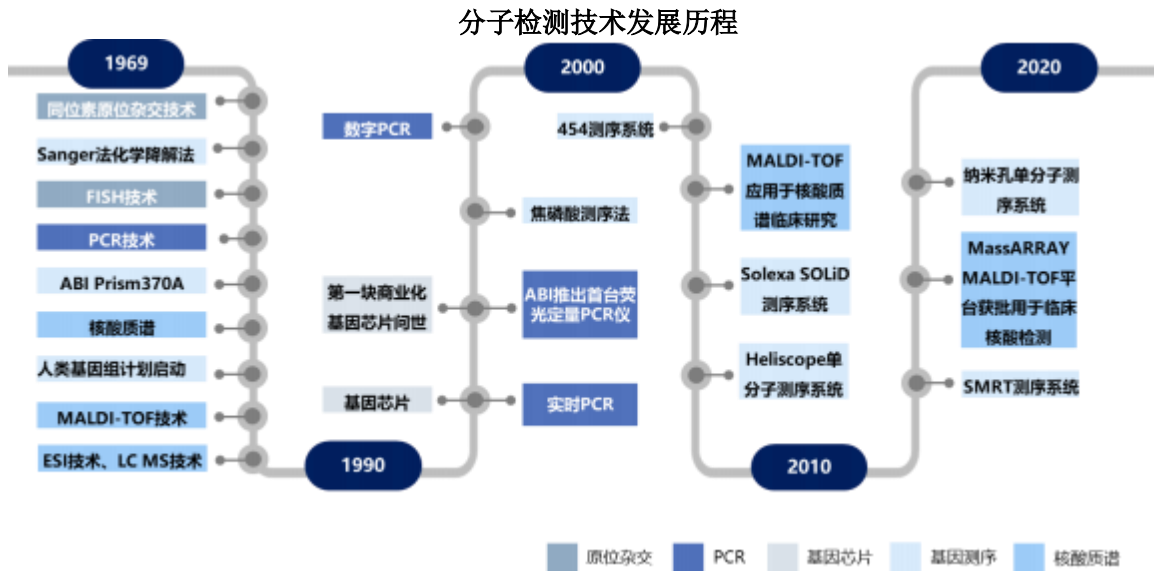 分子检测技术发展历程
1969
同位素原位杂交技术
Sanger法化学降解法
FISH技术
PCR技术
ABI Prism370A
核酸质谱
人类基因组计划启动
MALDI-TOF技术
ESI技术、LC MS技术
1990
数字PCR
焦磷酸测序法
第一块商业化
基因芯片问世
ABI推出首台荧
光定量PCR仪
基因芯片
实时PCR
2000
454测序系统
MALDI-TOF
应用于核酸质
谱临床研究
Solexa SOLiD
测序系统
Heliscope单
分子测序系统
2010
2020
纳米孔单分子测
序系统
MassARRAY
MALDI-TOF平
台获批用于临床
核酸检测
SMRT测序系统
原位杂交
PCR
基因芯片
基因测序
核酸质谱